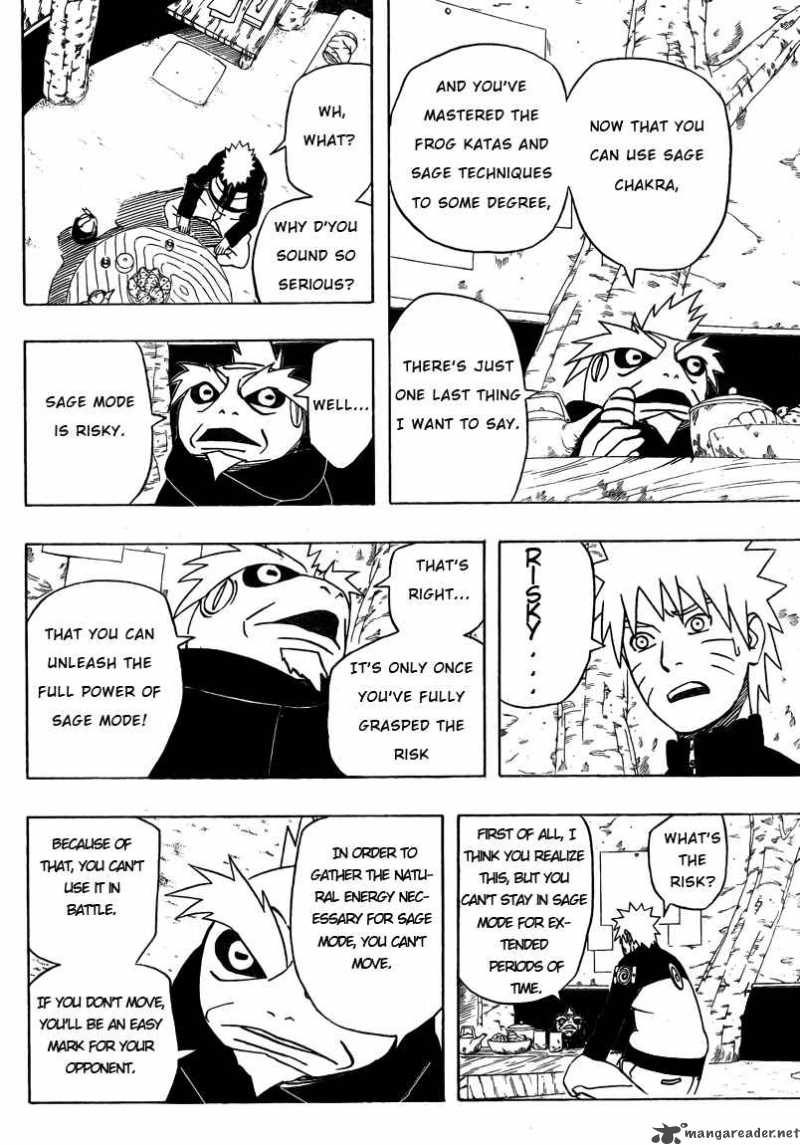 NOW THAT YOU
CAN USE SAGE
CHAKRA,
AND YOU'VE
MASTERED THE
FROG KATAS AND
SAGE TECHNIQUES
TO SOME DEGREE,
THERE'S JUST
ONE LAST THING
I WANT TO SAY.
WH,
WHAT?
WHY D'YOU
SOUND SO
SERIOUS?
WELL...
SAGE MODE
IS RISKY.
RISKY...
THAT'S
RIGHT...
IT'S ONLY ONCE
YOU'VE FULLY
GRASPED THE
RISK
THAT YOU CAN
UNLEASH THE
FULL POWER OF
SAGE MODE!
WHAT'S
THE
RISK?
FIRST OF ALL, I
THINK YOU REALIZE
THIS, BUT YOU
CAN'T STAY IN SAGE
MODE FOR EX-
TENDED
PERIODS OF
TIME.
IN ORDER TO
GATHER THE NATU-
RAL ENERGY NEC-
ESSARY FOR SAGE
MODE, YOU CAN'T
MOVE.
BECAUSE OF
THAT, YOU CAN'T
USE IT IN
BATTLE.
IF YOU DON'T MOVE,
YOU'LL BE AN EASY
MARK FOR YOUR
OPPONENT.
mangareader.net